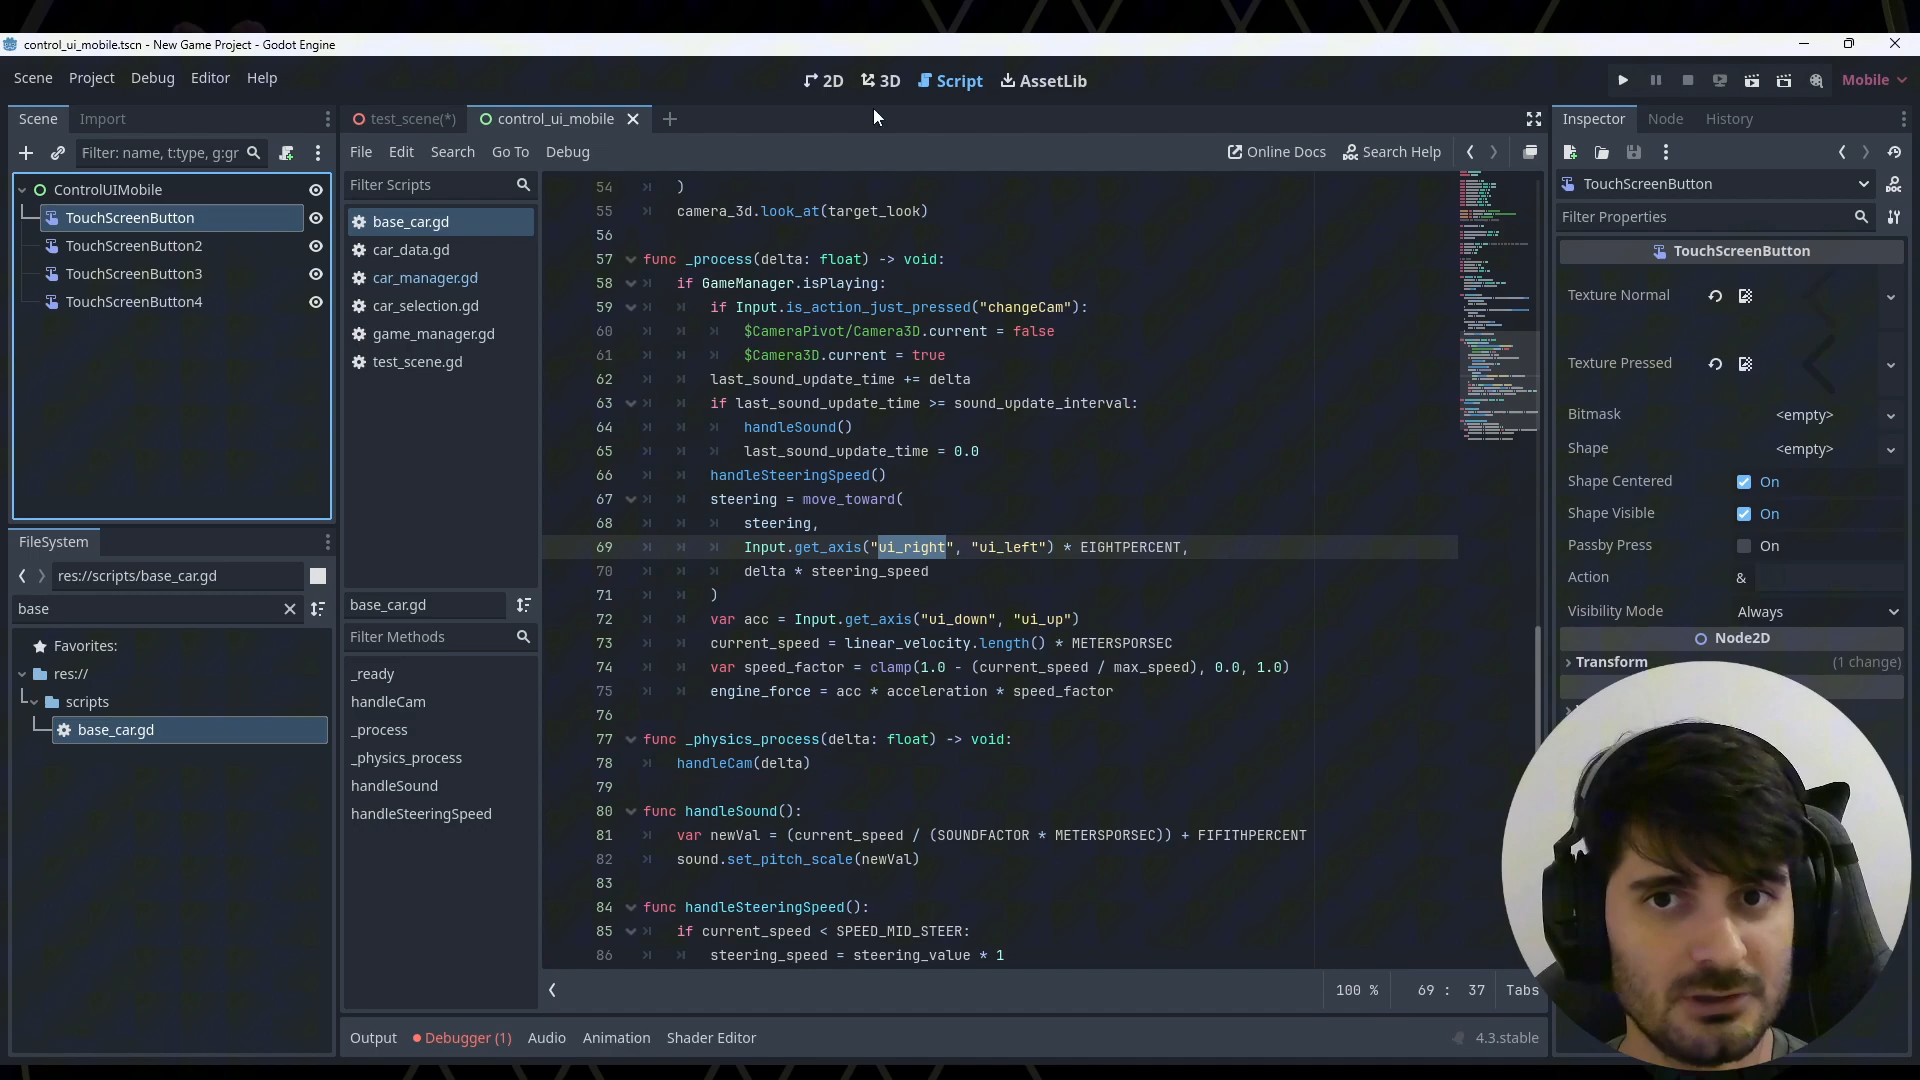 control_ui_mobile.tscn - New Game Project - Godot Engine
Scene Project Debug Editor Help
2D 3D Script AssetLib
Mobile
Scene Import
Filter: name, t:type, g:gr
ControlUIMobile
TouchScreenButton
TouchScreenButton2
TouchScreenButton3
TouchScreenButton4
FileSystem
res://scripts/base_car.gd
base
Favorites:
res://
scripts
base_car.gd
test_scene(*) control_ui_mobile
File Edit Search Go To Debug
Online Docs Search Help
Filter Scripts
base_car.gd
car_data.gd
car_manager.gd
car_selection.gd
game_manager.gd
test_scene.gd
base_car.gd
Filter Methods
_ready
handleCam
_process
_physics_process
handleSound
handleSteeringSpeed
54 )
55 camera_3d.look_at(target_look)
56
57 func _process(delta: float) -> void:
58 if GameManager.isPlaying:
59 if Input.is_action_just_pressed("changeCam"):
60 $CameraPivot/Camera3D.current = false
61 $Camera3D.current = true
62 last_sound_update_time += delta
63 if last_sound_update_time >= sound_update_interval:
64 handleSound()
65 last_sound_update_time = 0.0
66 handleSteeringSpeed()
67 steering = move_toward(
68 steering,
69 Input.get_axis("ui_right", "ui_left") * EIGHTPERCENT,
70 delta * steering_speed
71 )
72 var acc = Input.get_axis("ui_down", "ui_up")
73 current_speed = linear_velocity.length() * METERSPORSEC
74 var speed_factor = clamp(1.0 - (current_speed / max_speed), 0.0, 1.0)
75 engine_force = acc * acceleration * speed_factor
76
77 func _physics_process(delta: float) -> void:
78 handleCam(delta)
79
80 func handleSound():
81 var newVal = (current_speed / (SOUNDFACTOR * METERSPORSEC)) + FIFITHPERCENT
82 sound.set_pitch_scale(newVal)
83
84 func handleSteeringSpeed():
85 if current_speed < SPEED_MID_STEER:
86 steering_speed = steering_value * 1
100 % 69 : 37 Tabs
Output Debugger (1) Audio Animation Shader Editor
4.3.stable
Inspector Node History
TouchScreenButton
Filter Properties
TouchScreenButton
Texture Normal
Texture Pressed
Bitmask <empty>
Shape <empty>
Shape Centered On
Shape Visible On
Passby Press On
Action &
Visibility Mode Always
Node2D
Transform (1 change)